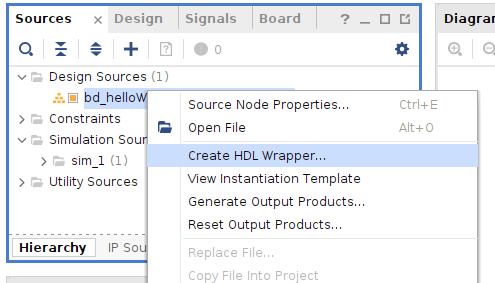 Sources × Design Signals Board ? Diagra
0
Design Sources (1)
bd_helloW
Constraints
Simulation Sour
sim_1 (1)
Utility Sources
Hierarchy IP Sou
Source Node Properties... Ctrl+E
Open File Alt+O
Create HDL Wrapper...
View Instantiation Template
Generate Output Products...
Reset Output Products...
Replace File...
Copy File Into Project